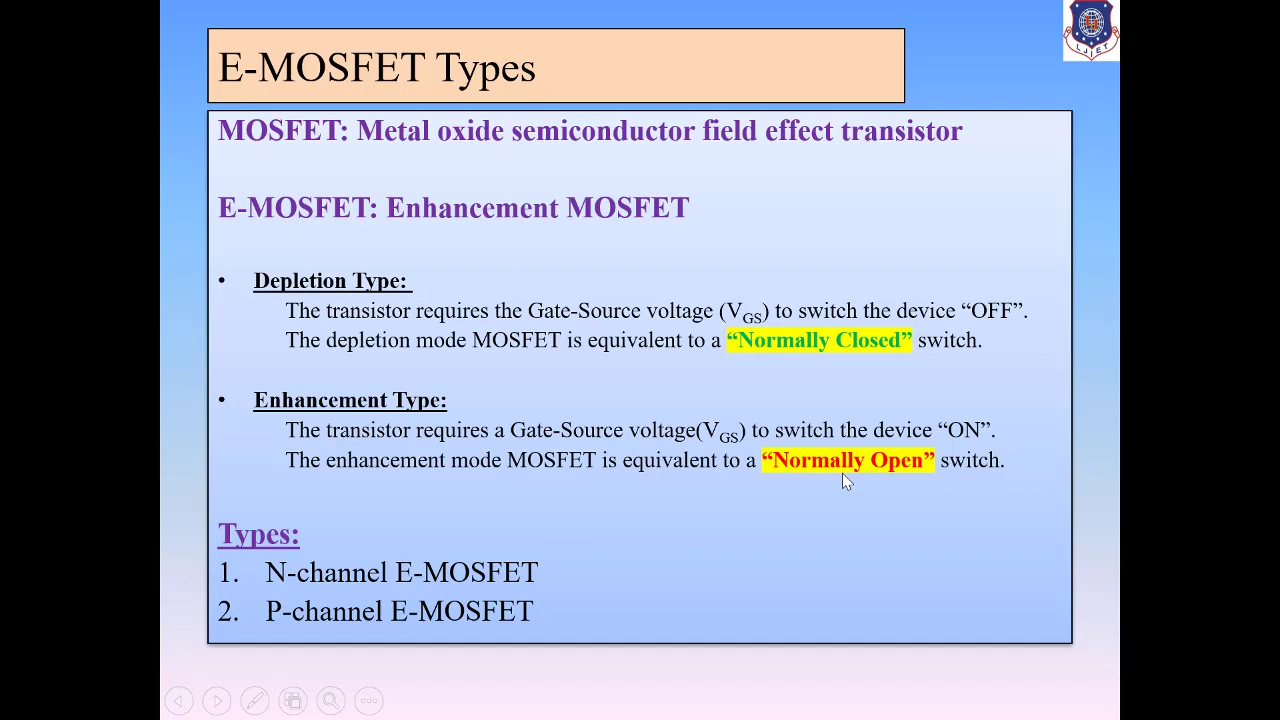 LJIET
E-MOSFET Types
MOSFET: Metal oxide semiconductor field effect transistor
E-MOSFET: Enhancement MOSFET
• Depletion Type:
The transistor requires the Gate-Source voltage (VGS) to switch the device “OFF”.
The depletion mode MOSFET is equivalent to a “Normally Closed” switch.
• Enhancement Type:
The transistor requires a Gate-Source voltage(VGS) to switch the device “ON”.
The enhancement mode MOSFET is equivalent to a “Normally Open” switch.
Types:
1. N-channel E-MOSFET
2. P-channel E-MOSFET